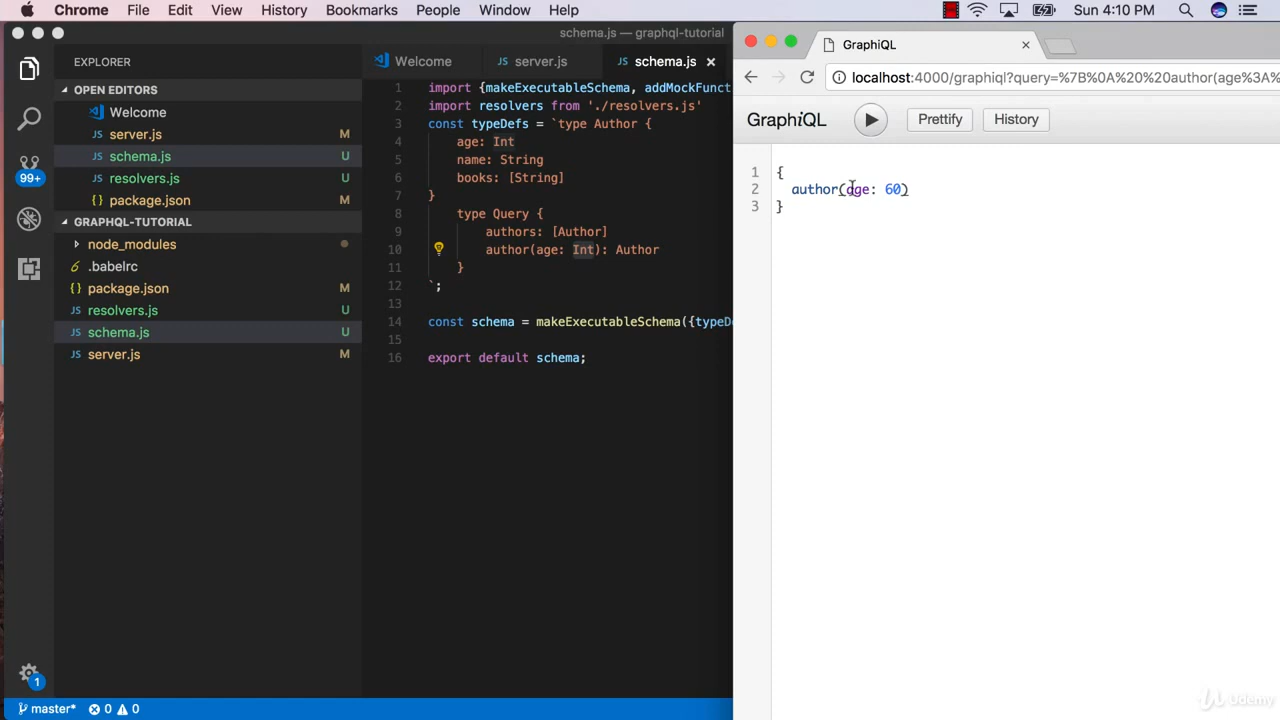 Chrome File Edit View History Bookmarks People Window Help Sun 4:10 PM
schema.js — graphql-tutorial
EXPLORER
OPEN EDITORS
Welcome
server.js M
schema.js U
resolvers.js U
package.json M
GRAPHQL-TUTORIAL
node_modules
.babelrc
package.json M
resolvers.js U
schema.js U
server.js M
99+
1
master* 0 0
Welcome server.js schema.js
1 import {makeExecutableSchema, addMockFunct
2 import resolvers from './resolvers.js'
3 const typeDefs = `type Author {
4 age: Int
5 name: String
6 books: [String]
7 }
8 type Query {
9 authors: [Author]
10 author(age: Int): Author
11 }
12 `;
13
14 const schema = makeExecutableSchema({typeDe
15
16 export default schema;
GraphiQL
localhost:4000/graphiql?query=%7B%0A%20%20author(age%3A%
GraphiQL Prettify History
1 {
2 author(age: 60)
3 }
Udemy